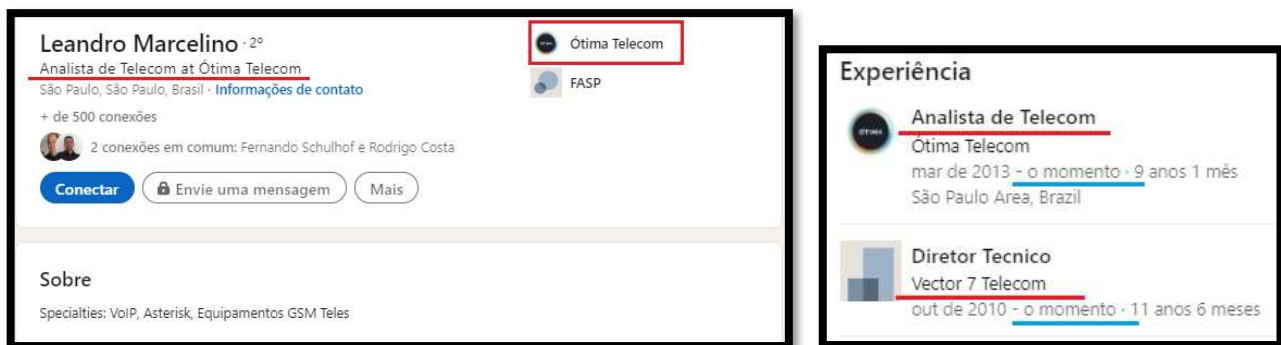 Leandro Marcelino · 2º
Analista de Telecom at Ótima Telecom
São Paulo, São Paulo, Brasil · Informações de contato
+ de 500 conexões
2 conexões em comum: Fernando Schulhof e Rodrigo Costa
Conectar
Envie uma mensagem
Mais
Ótima Telecom
FASP
Sobre
Specialties: VoIP, Asterisk, Equipamentos GSM Teles
Experiência
ÓTIMA
Analista de Telecom
Ótima Telecom
mar de 2013 - o momento · 9 anos 1 mês
São Paulo Area, Brazil
Diretor Tecnico
Vector 7 Telecom
out de 2010 - o momento · 11 anos 6 meses